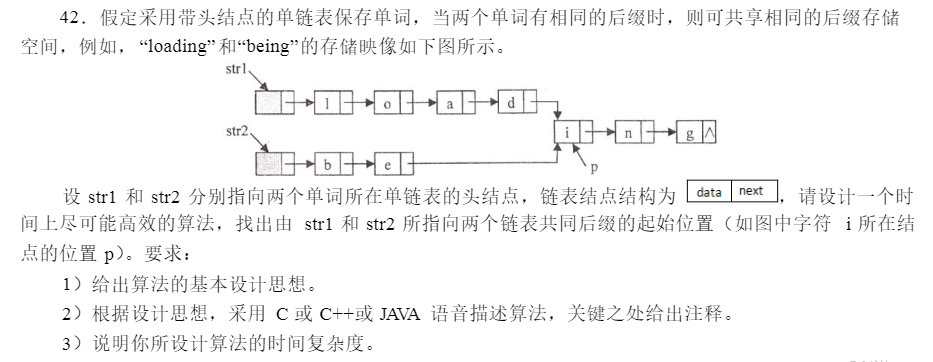 42．假定采用带头结点的单链表保存单词，当两个单词有相同的后缀时，则可共享相同的后缀存储
空间，例如，“loading”和“being”的存储映像如下图所示。
str1
l o a d
str2
i n g ∧
b e
p
设 str1 和 str2 分别指向两个单词所在单链表的头结点，链表结点结构为 data next ，请设计一个时
间上尽可能高效的算法，找出由 str1 和 str2 所指向两个链表共同后缀的起始位置（如图中字符 i 所在结
点的位置 p）。要求：
1）给出算法的基本设计思想。
2）根据设计思想，采用 C 或 C++或 JAVA 语音描述算法，关键之处给出注释。
3）说明你所设计算法的时间复杂度。